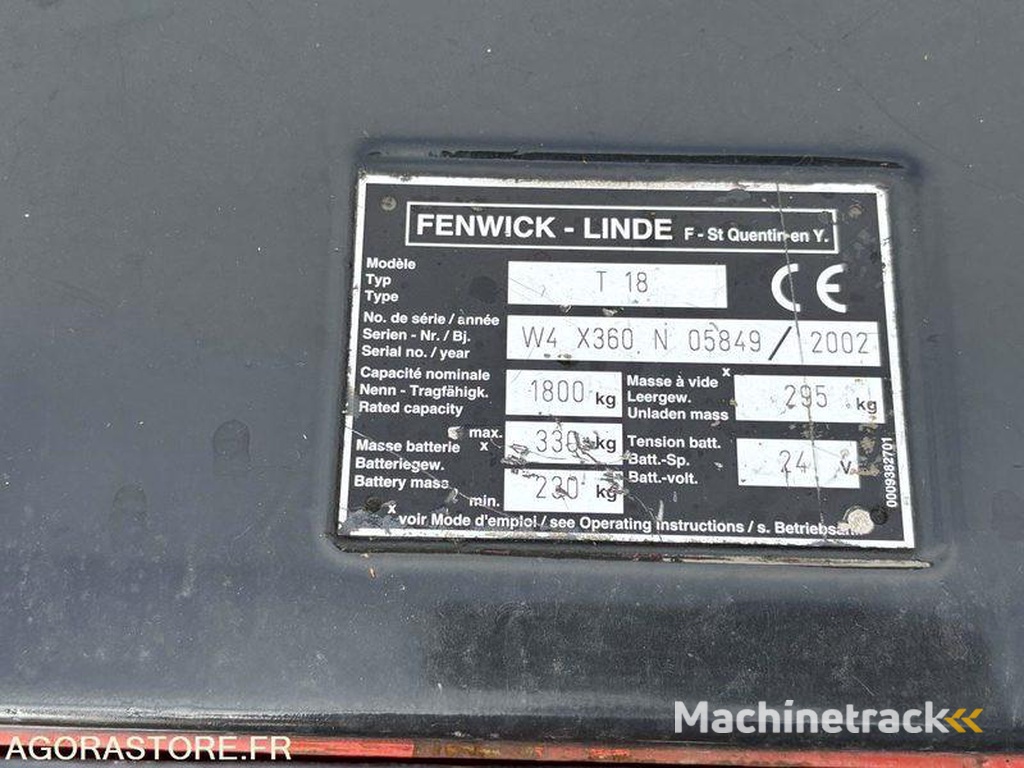 FENWICK - LINDE F - St Quentin en Y.
Modèle
Typ
Type
T 18
CE
No. de série / année
Serien - Nr. / Bj.
Serial no. / year
W4 X360 N 05849 / 2002
Capacité nominale
Nenn - Tragfähigk.
Rated capacity
1800 kg
Masse à vide x
Leergew.
Unladen mass
295 kg
Masse batterie x
Batteriegew.
Battery mass
max. 330 kg
min. 230 kg
Tension batt.
Batt.-Sp.
Batt.-volt.
24 V
0009382701
x voir Mode d'emploi / see Operating Instructions / s. Betriebsan
Machinetrack
AGORASTORE.FR